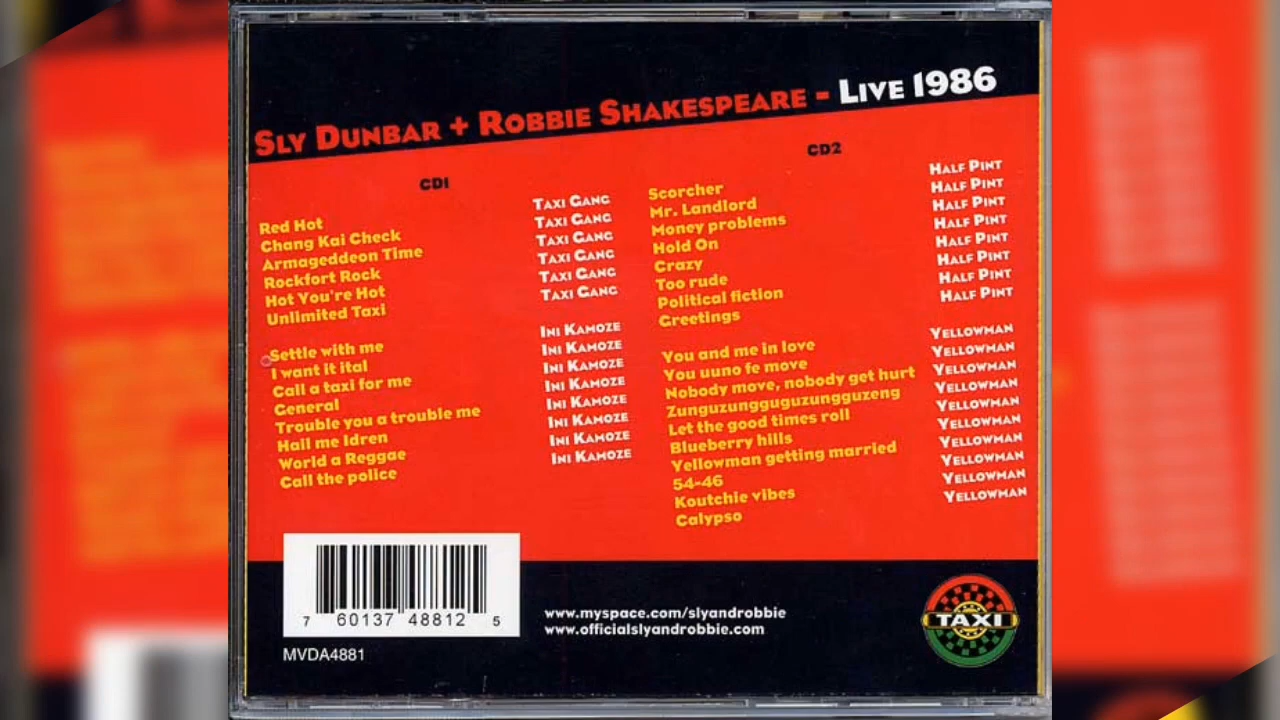 Sly Dunbar + Robbie Shakespeare - Live 1986
CD1
Red Hot Taxi Gang
Chang Kai Check Taxi Gang
Armageddeon Time Taxi Gang
Rockfort Rock Taxi Gang
Hot You're Hot Taxi Gang
Unlimited Taxi Taxi Gang
Settle with me Ini Kamoze
I want it ital Ini Kamoze
Call a taxi for me Ini Kamoze
General Ini Kamoze
Trouble you a trouble me Ini Kamoze
Hail me Idren Ini Kamoze
World a Reggae Ini Kamoze
Call the police Ini Kamoze
CD2
Scorcher Half Pint
Mr. Landlord Half Pint
Money problems Half Pint
Hold On Half Pint
Crazy Half Pint
Too rude Half Pint
Political fiction Half Pint
Greetings Half Pint
You and me in love Yellowman
You uuno fe move Yellowman
Nobody move, nobody get hurt Yellowman
Zunguzungguguzungguzeng Yellowman
Let the good times roll Yellowman
Blueberry hills Yellowman
Yellowman getting married Yellowman
54-46 Yellowman
Koutchie vibes Yellowman
Calypso Yellowman
7 60137 48812 5
MVDA4881
www.myspace.com/slyandrobbie
www.officialslyandrobbie.com
TAXI